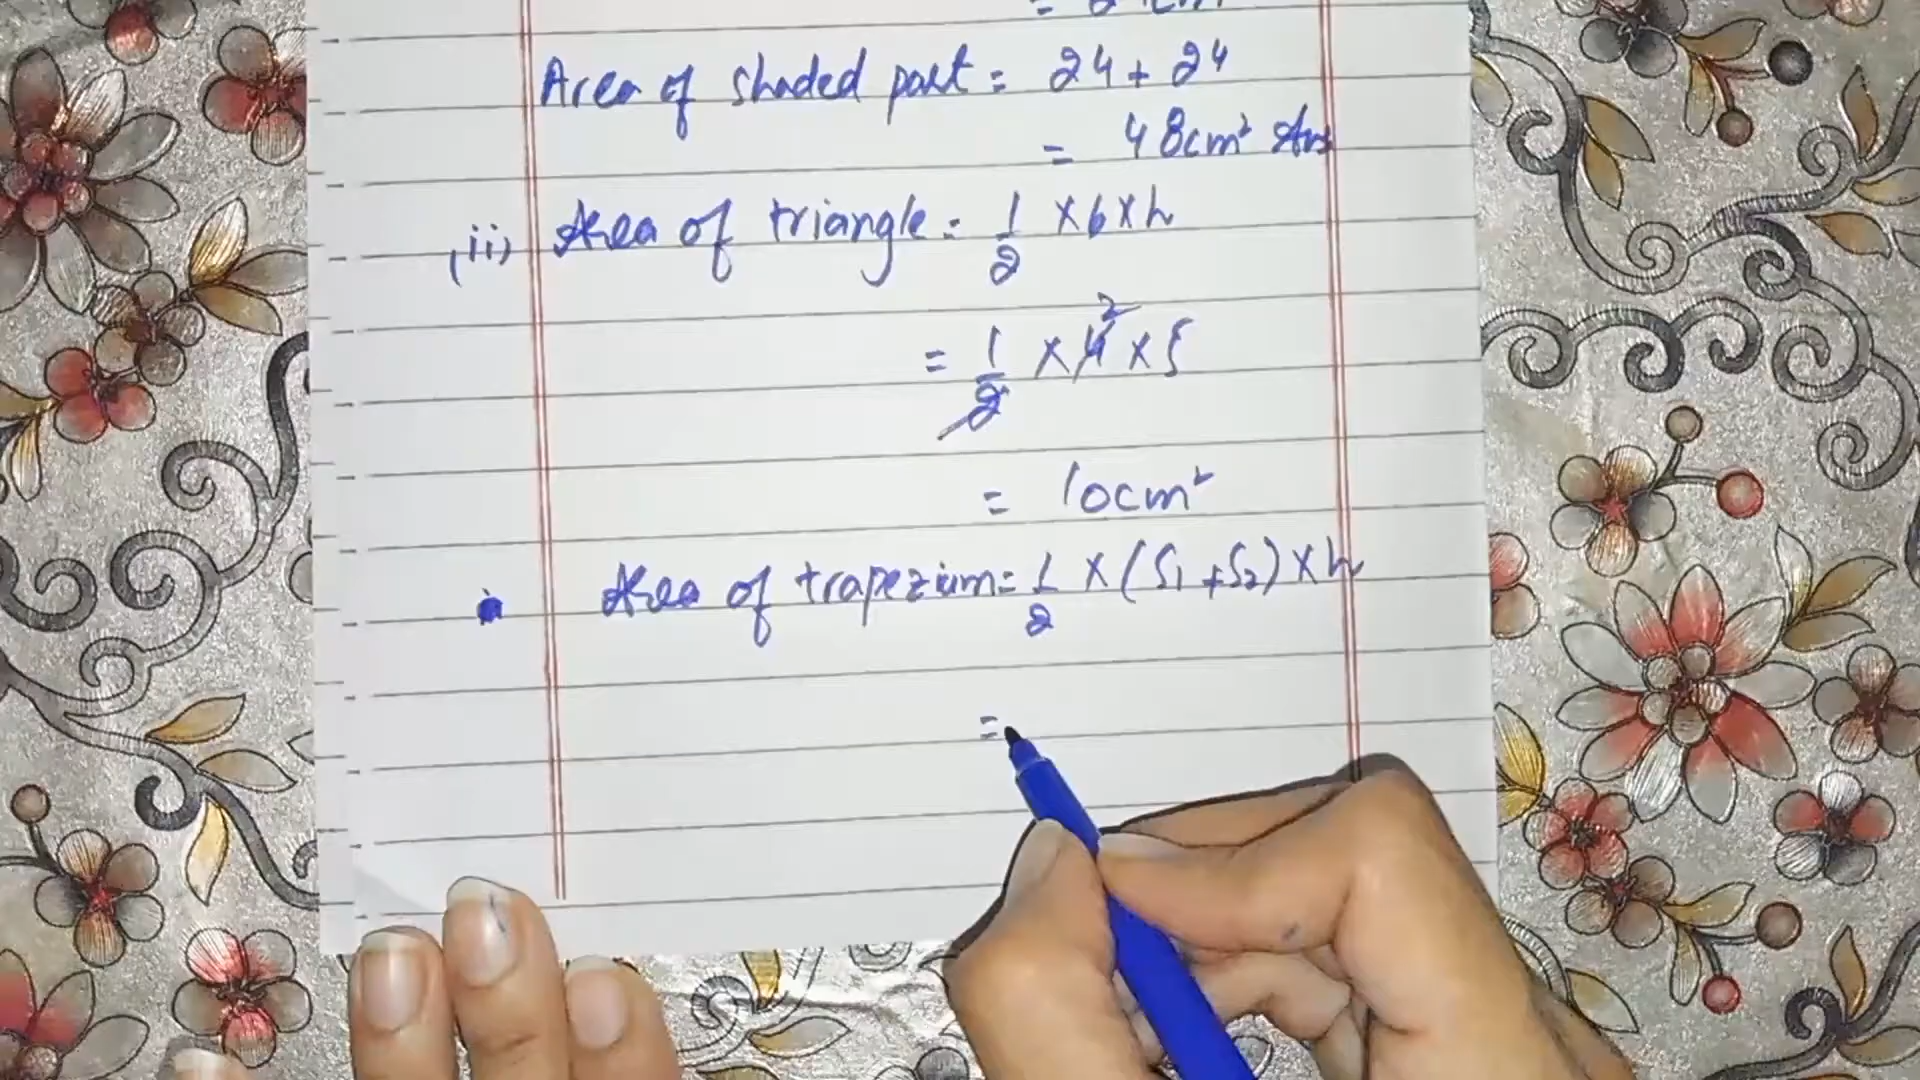 Area of shaded part = 24 + 24
= 48cm² Ans
(ii) Area of triangle = 1/2 × b × h
= 1/2 × 4 2 × 5
= 10cm²
Area of trapezium = 1/2 × (S₁ + S₂) × h
=